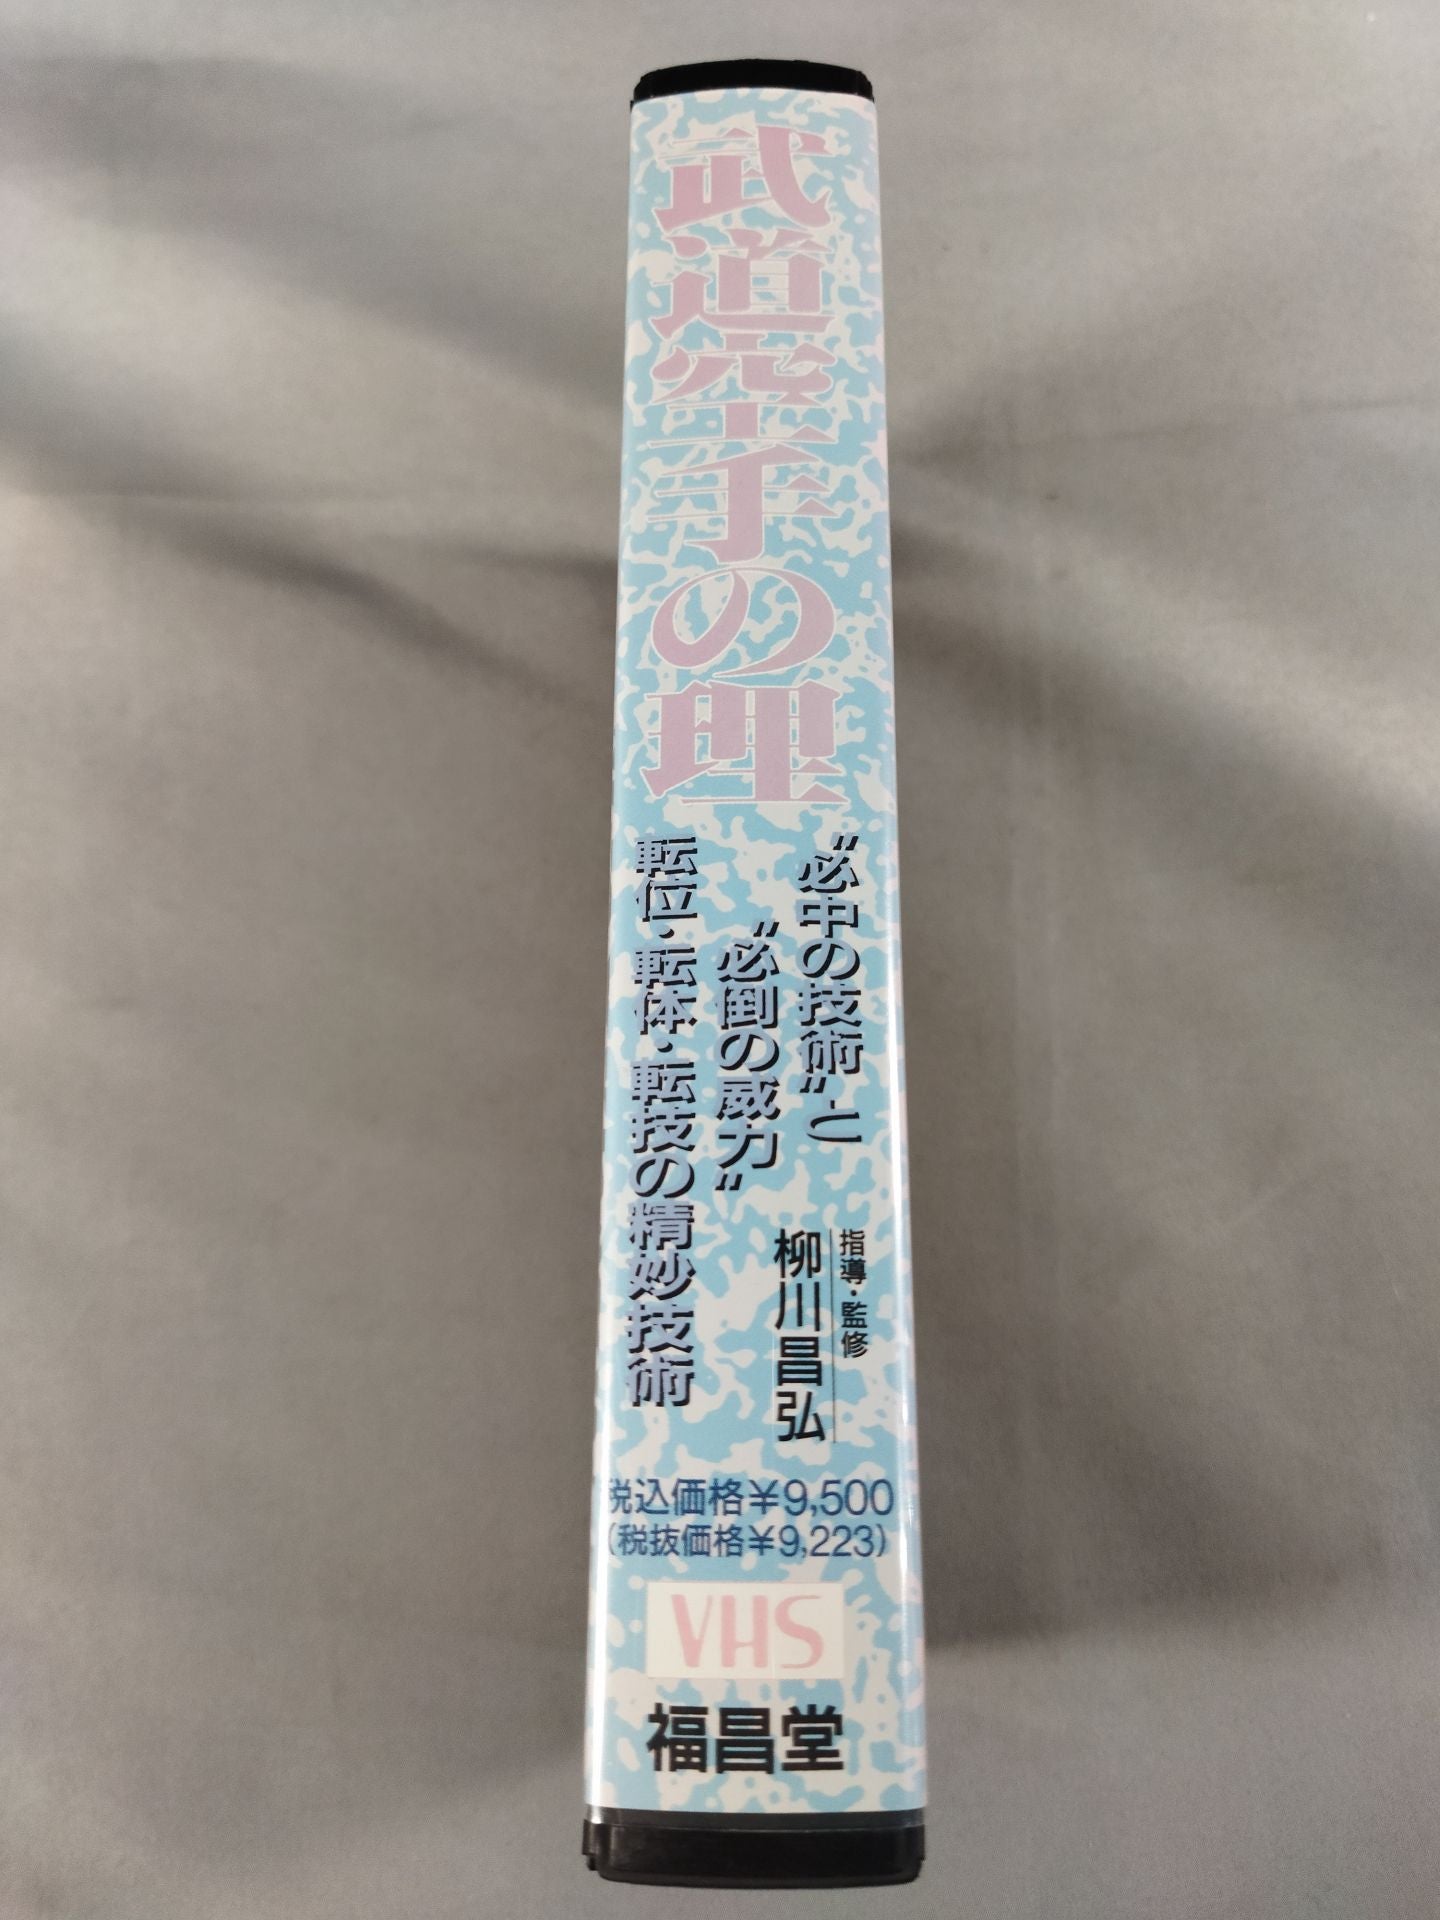 武道空手の理
“必中の技術”と
“必倒の威力”
転位・転体・転技の精妙技術
指導・監修
柳川昌弘
税込価格￥9,500
(税抜価格￥9,223)
VHS
福昌堂